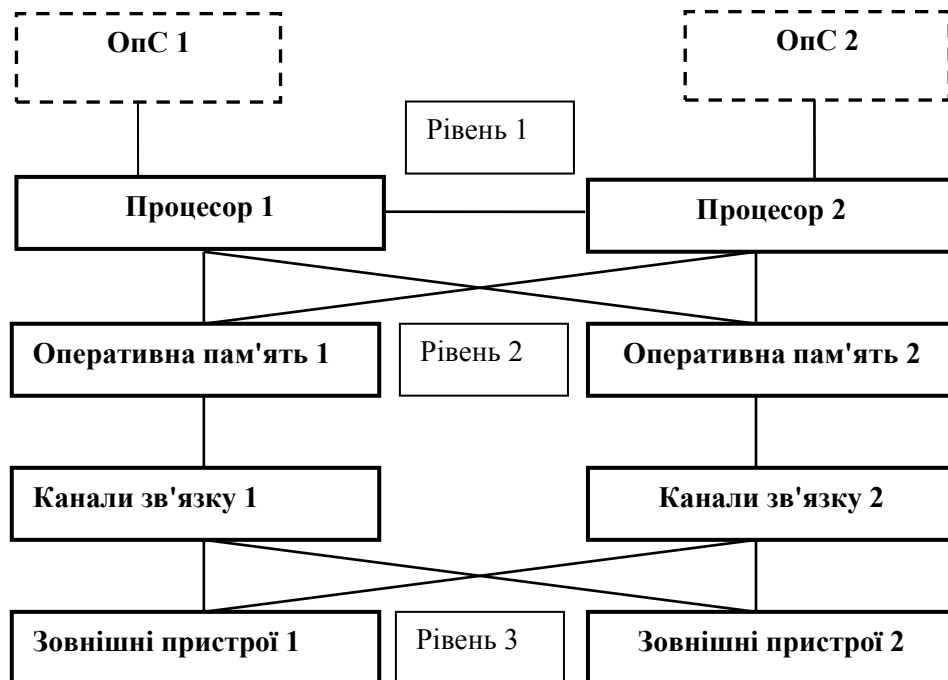 ОпС 1
ОпС 2
Рівень 1
Процесор 1
Процесор 2
Оперативна пам'ять 1
Рівень 2
Оперативна пам'ять 2
Канали зв'язку 1
Канали зв'язку 2
Зовнішні пристрої 1
Рівень 3
Зовнішні пристрої 2